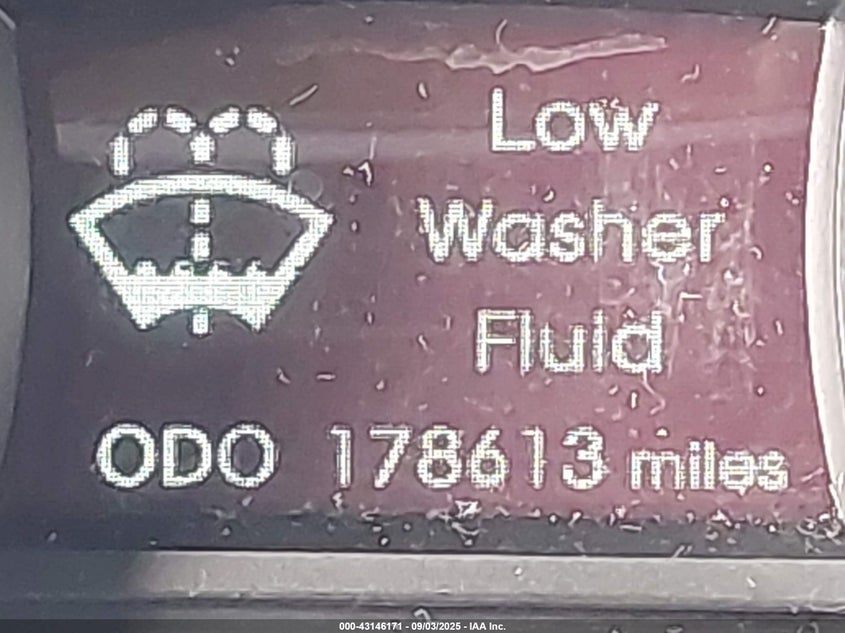 Low
Washer
Fluid
ODO 178613 miles
000-43146171 - 09/03/2025 - IAA Inc.